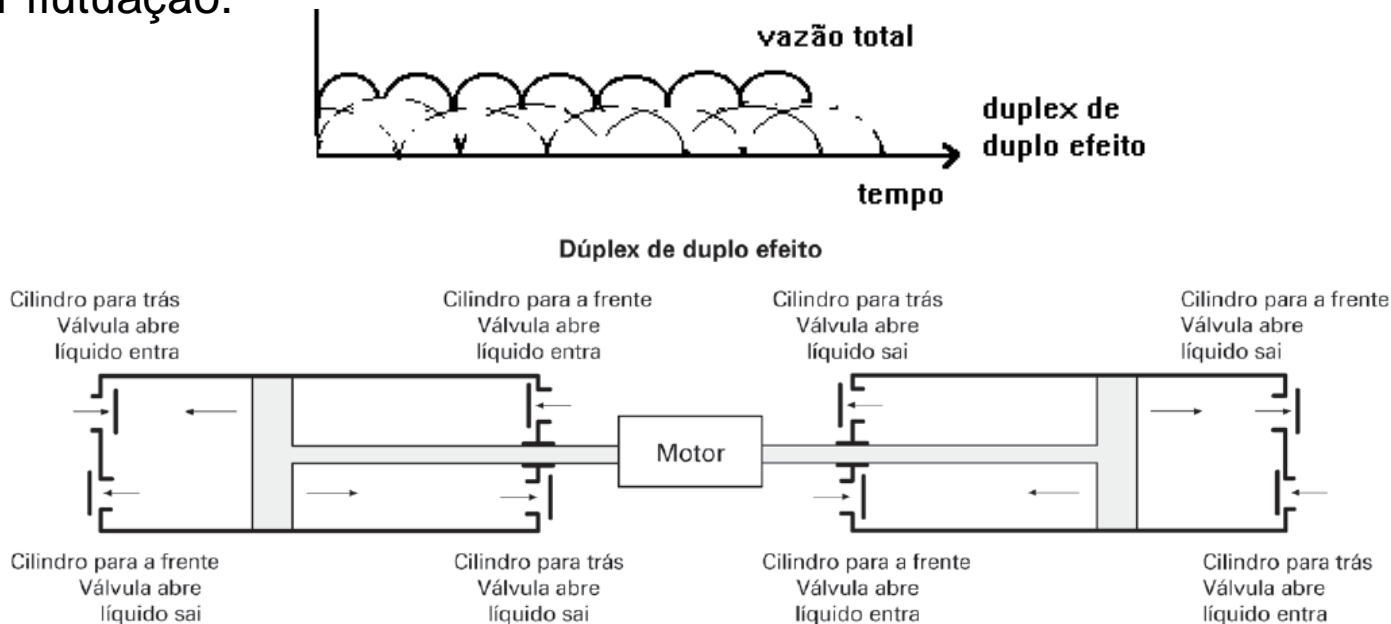 flutuação.
vazão total
duplex de
duplo efeito
tempo
Dúplex de duplo efeito
Cilindro para trás
Válvula abre
líquido entra
Cilindro para a frente
Válvula abre
líquido entra
Cilindro para trás
Válvula abre
líquido sai
Cilindro para a frente
Válvula abre
líquido sai
Motor
Cilindro para a frente
Válvula abre
líquido sai
Cilindro para trás
Válvula abre
líquido sai
Cilindro para a frente
Válvula abre
líquido entra
Cilindro para trás
Válvula abre
líquido entra